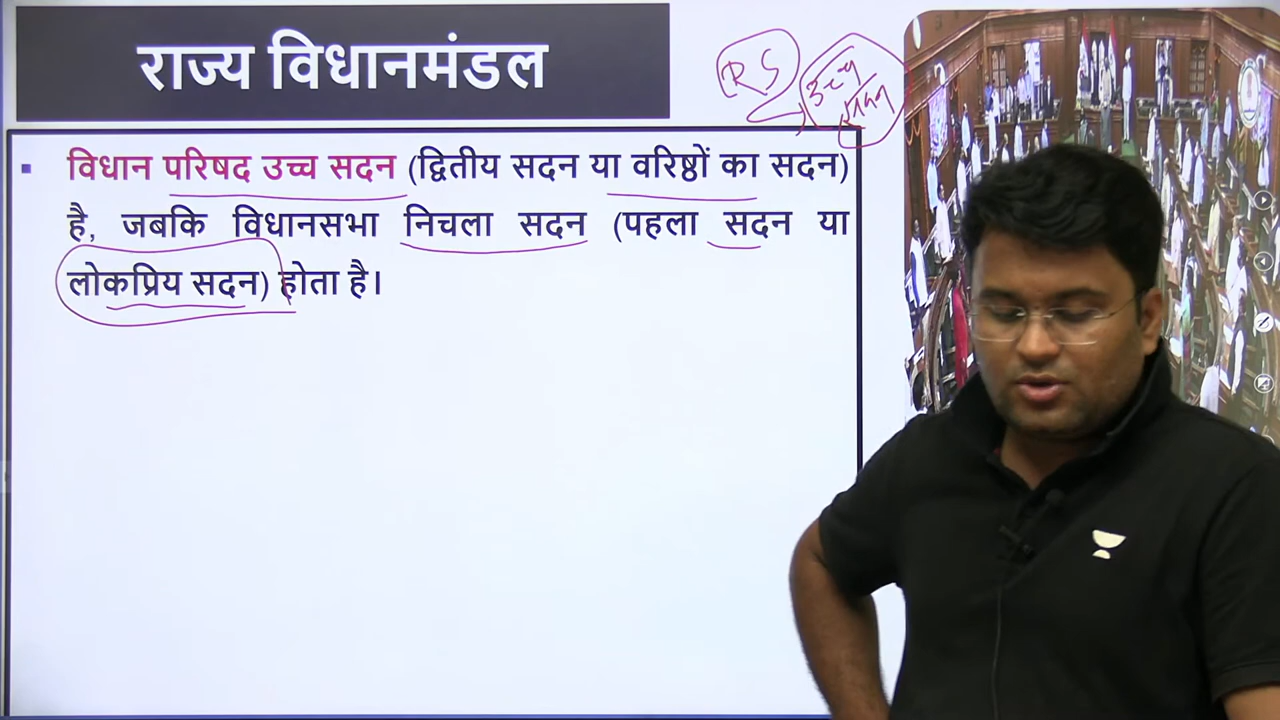 राज्य विधानमंडल
RS
उच्च
सदन
▪ विधान परिषद उच्च सदन (द्वितीय सदन या वरिष्ठों का सदन)
है, जबकि विधानसभा निचला सदन (पहला सदन या
लोकप्रिय सदन) होता है।